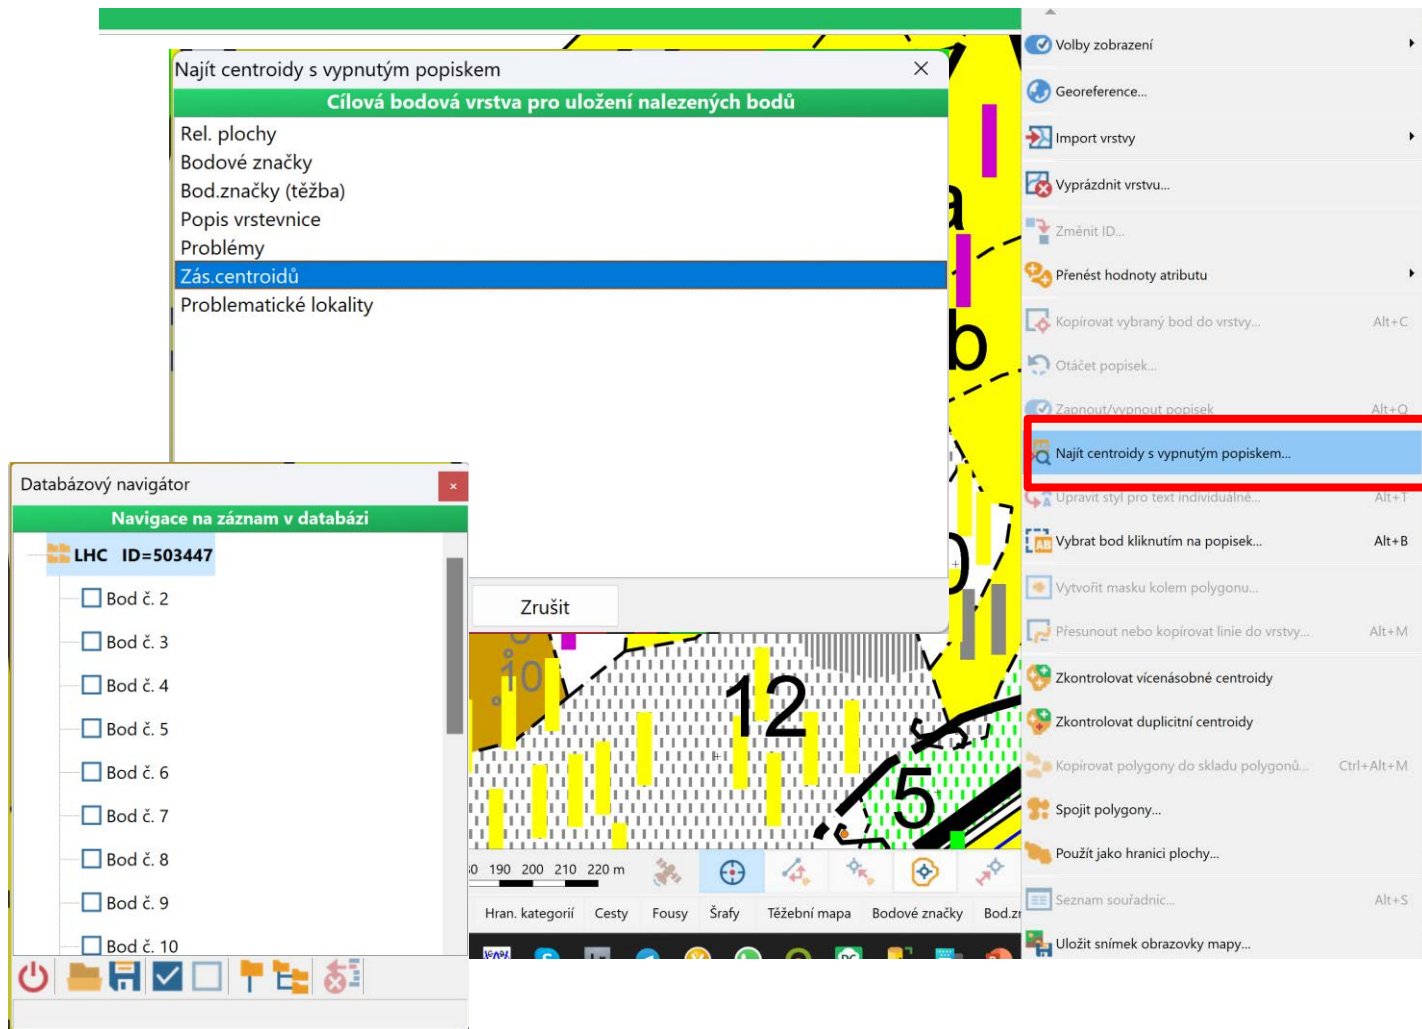 Najít centroidy s vypnutým popiskem
Cílová bodová vrstva pro uložení nalezených bodů
Rel. plochy
Bodové značky
Bod.značky (těžba)
Popis vrstevnice
Problémy
Zás.centroidů
Problematické lokality
Zrušit
Databázový navigátor
Navigace na záznam v databázi
LHC ID=503447
Bod č. 2
Bod č. 3
Bod č. 4
Bod č. 5
Bod č. 6
Bod č. 7
Bod č. 8
Bod č. 9
Bod č. 10
a
b
10
12
5
190 200 210 220 m
Hran. kategorií Cesty Fousy Šrafy Těžební mapa Bodové značky
Volby zobrazení
Georeference...
Import vrstvy
Vyprázdnit vrstvu...
Změnit ID...
Přenést hodnoty atributu
Kopírovat vybraný bod do vrstvy... Alt+C
Otáčet popisek...
Zapnout/vypnout popisek Alt+Q
Najít centroidy s vypnutým popiskem...
Upravit styl pro text individuálně... Alt+T
Vybrat bod kliknutím na popisek... Alt+B
Vytvořit masku kolem polygonu...
Přesunout nebo kopírovat linie do vrstvy... Alt+M
Zkontrolovat vícenásobné centroidy
Zkontrolovat duplicitní centroidy
Kopírovat polygony do skladu polygonů... Ctrl+Alt+M
Spojit polygony...
Použít jako hranici plochy...
Seznam souřadnic... Alt+S
Uložit snímek obrazovky mapy...